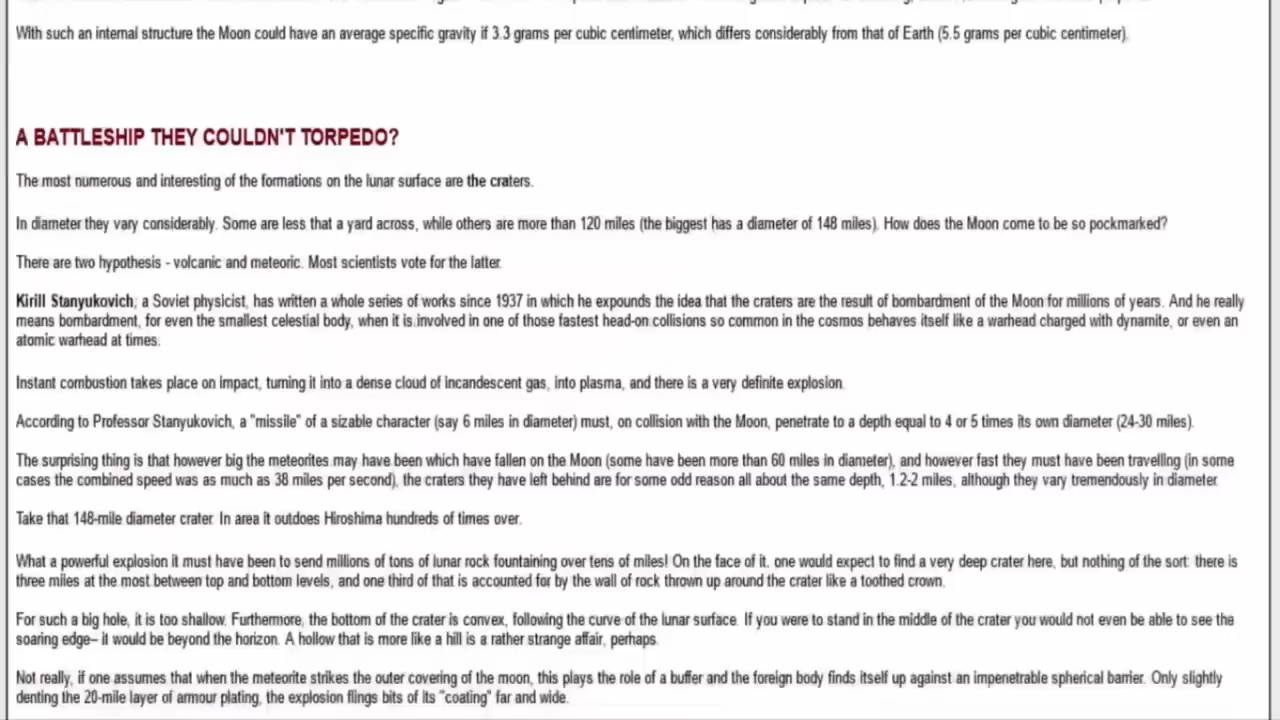 With such an internal structure the Moon could have an average specific gravity if 3.3 grams per cubic centimeter, which differs considerably from that of Earth (5.5 grams per cubic centimeter).
A BATTLESHIP THEY COULDN'T TORPEDO?
The most numerous and interesting of the formations on the lunar surface are the craters.
In diameter they vary considerably. Some are less that a yard across, while others are more than 120 miles (the biggest has a diameter of 148 miles). How does the Moon come to be so pockmarked?
There are two hypothesis - volcanic and meteoric. Most scientists vote for the latter.
Kirill Stanyukovich, a Soviet physicist, has written a whole series of works since 1937 in which he expounds the idea that the craters are the result of bombardment of the Moon for millions of years. And he really
means bombardment, for even the smallest celestial body, when it is involved in one of those fastest head-on collisions so common in the cosmos behaves itself like a warhead charged with dynamite, or even an
atomic warhead at times.
Instant combustion takes place on impact, turning it into a dense cloud of incandescent gas, into plasma, and there is a very definite explosion.
According to Professor Stanyukovich, a "missile" of a sizable character (say 6 miles in diameter) must, on collision with the Moon, penetrate to a depth equal to 4 or 5 times its own diameter (24-30 miles).
The surprising thing is that however big the meteorites may have been which have fallen on the Moon (some have been more than 60 miles in diameter), and however fast they must have been travelling (in some
cases the combined speed was as much as 38 miles per second), the craters they have left behind are for some odd reason all about the same depth, 1.2-2 miles, although they vary tremendously in diameter.
Take that 148-mile diameter crater. In area it outdoes Hiroshima hundreds of times over.
What a powerful explosion it must have been to send millions of tons of lunar rock fountaining over tens of miles! On the face of it, one would expect to find a very deep crater here, but nothing of the sort: there is
three miles at the most between top and bottom levels, and one third of that is accounted for by the wall of rock thrown up around the crater like a toothed crown.
For such a big hole, it is too shallow. Furthermore, the bottom of the crater is convex, following the curve of the lunar surface. If you were to stand in the middle of the crater you would not even be able to see the
soaring edge– it would be beyond the horizon. A hollow that is more like a hill is a rather strange affair, perhaps.
Not really, if one assumes that when the meteorite strikes the outer covering of the moon, this plays the role of a buffer and the foreign body finds itself up against an impenetrable spherical barrier. Only slightly
denting the 20-mile layer of armour plating, the explosion flings bits of its "coating" far and wide.